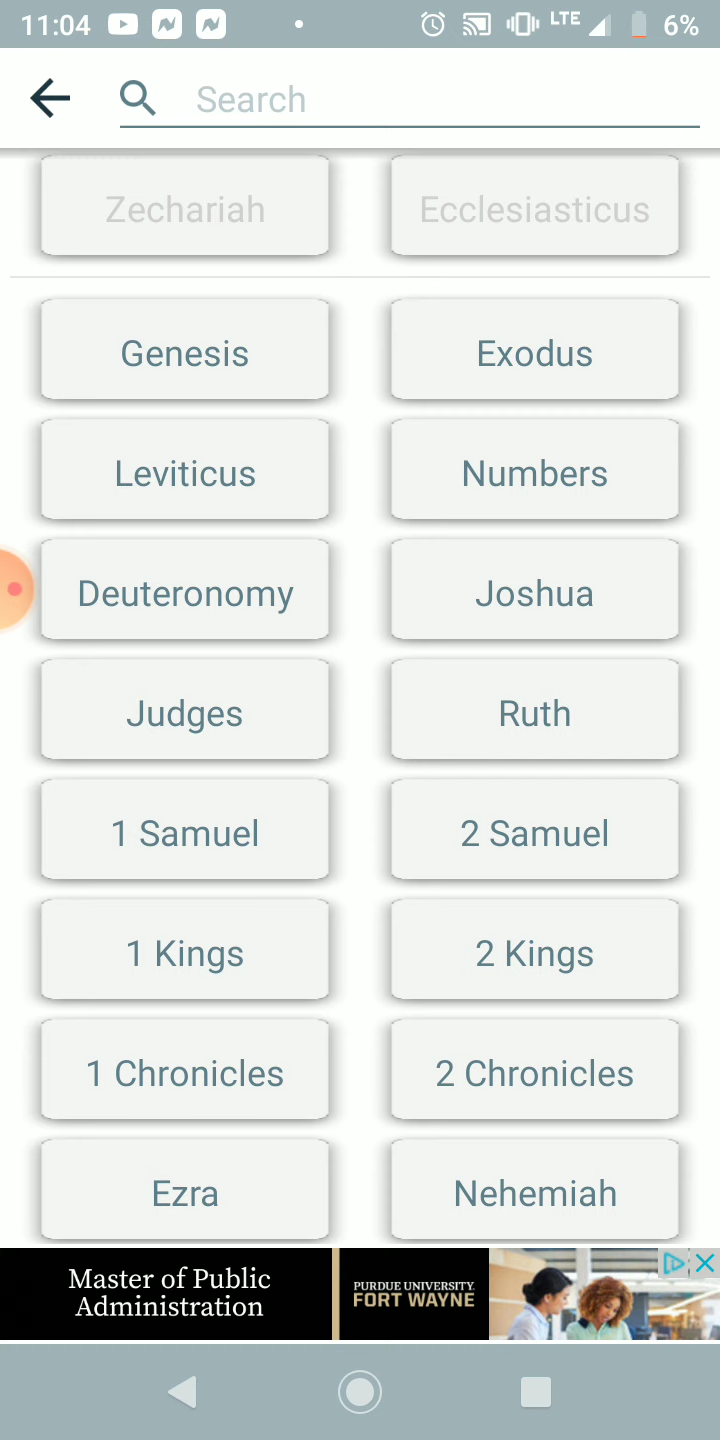 11:04 LTE 6%
Search
Zechariah Ecclesiasticus
Genesis Exodus
Leviticus Numbers
Deuteronomy Joshua
Judges Ruth
1 Samuel 2 Samuel
1 Kings 2 Kings
1 Chronicles 2 Chronicles
Ezra Nehemiah
Master of Public
Administration
PURDUE UNIVERSITY.
FORT WAYNE